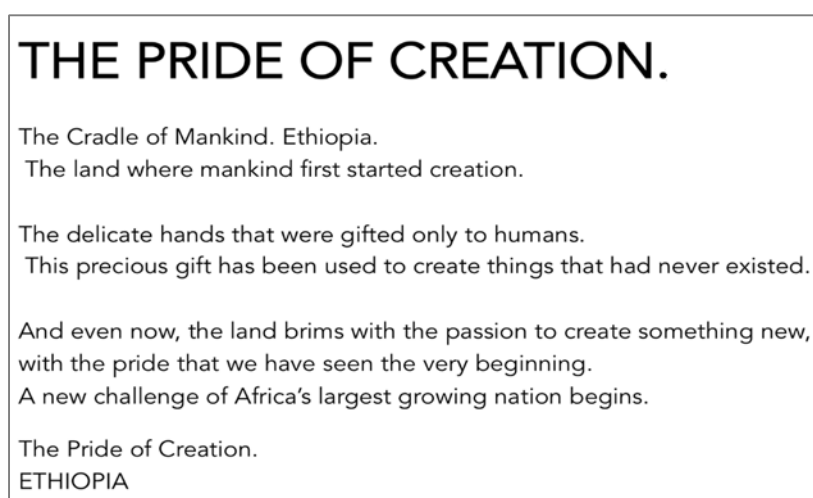 THE PRIDE OF CREATION.
The Cradle of Mankind. Ethiopia.
The land where mankind first started creation.
The delicate hands that were gifted only to humans.
This precious gift has been used to create things that had never existed.
And even now, the land brims with the passion to create something new,
with the pride that we have seen the very beginning.
A new challenge of Africa’s largest growing nation begins.
The Pride of Creation.
ETHIOPIA